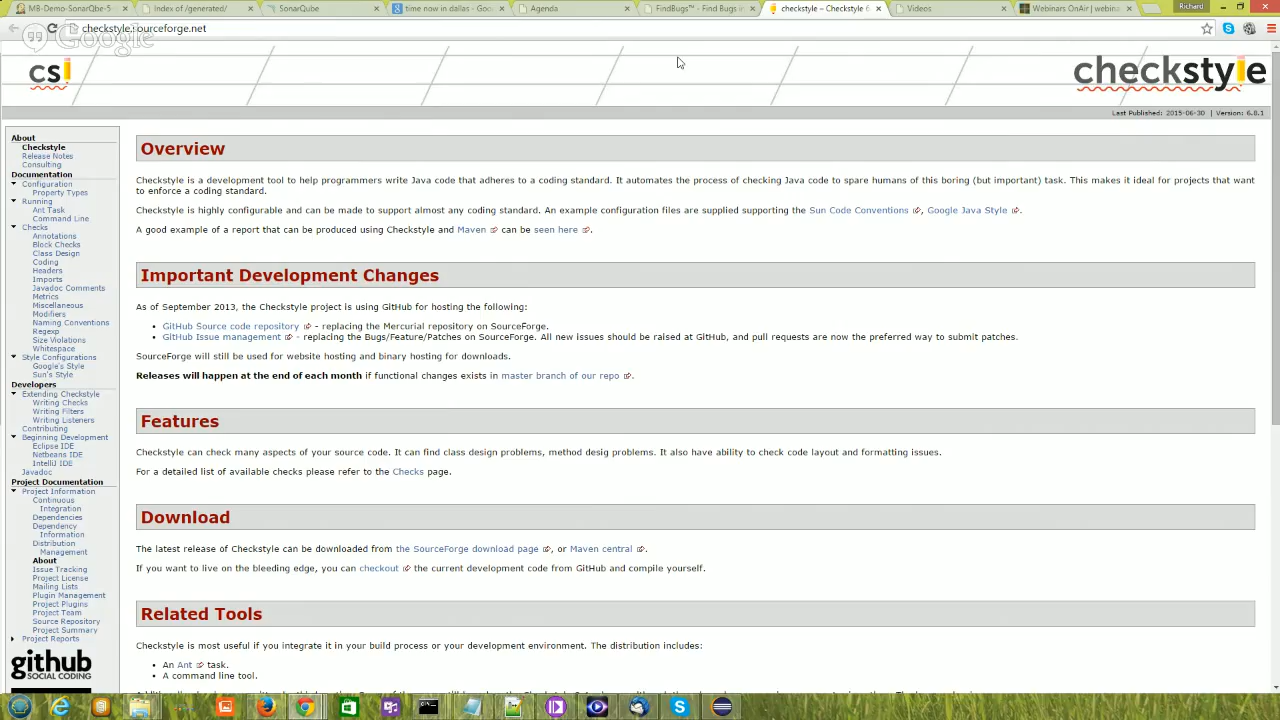 MB-Demo-SonarQbe-5
Index of /generated/
SonarQube
time now in dallas - Goo
Agenda
FindBugs™ - Find Bugs in
checkstyle – Checkstyle 6
Videos
Webinars OnAir | webina
Richard
checkstyle.sourceforge.net
Google
cs
checkstyle
Last Published: 2015-06-30 | Version: 6.8.1
About
Checkstyle
Release Notes
Consulting
Documentation
Configuration
Property Types
Running
Ant Task
Command Line
Checks
Annotations
Block Checks
Class Design
Coding
Headers
Imports
Javadoc Comments
Metrics
Miscellaneous
Modifiers
Naming Conventions
Regexp
Size Violations
Whitespace
Style Configurations
Google's Style
Sun's Style
Developers
Extending Checkstyle
Writing Checks
Writing Filters
Writing Listeners
Contributing
Beginning Development
Eclipse IDE
Netbeans IDE
IntelliJ IDE
Javadoc
Project Documentation
Project Information
Continuous
Integration
Dependencies
Dependency
Information
Distribution
Management
About
Issue Tracking
Project License
Mailing Lists
Plugin Management
Project Plugins
Project Team
Source Repository
Project Summary
Project Reports
github
SOCIAL CODING
Overview
Checkstyle is a development tool to help programmers write Java code that adheres to a coding standard. It automates the process of checking Java code to spare humans of this boring (but important) task. This makes it ideal for projects that want
to enforce a coding standard.
Checkstyle is highly configurable and can be made to support almost any coding standard. An example configuration files are supplied supporting the Sun Code Conventions, Google Java Style.
A good example of a report that can be produced using Checkstyle and Maven can be seen here.
Important Development Changes
As of September 2013, the Checkstyle project is using GitHub for hosting the following:
• GitHub Source code repository - replacing the Mercurial repository on SourceForge.
• GitHub Issue management - replacing the Bugs/Feature/Patches on SourceForge. All new issues should be raised at GitHub, and pull requests are now the preferred way to submit patches.
SourceForge will still be used for website hosting and binary hosting for downloads.
Releases will happen at the end of each month if functional changes exists in master branch of our repo.
Features
Checkstyle can check many aspects of your source code. It can find class design problems, method desig problems. It also have ability to check code layout and formatting issues.
For a detailed list of available checks please refer to the Checks page.
Download
The latest release of Checkstyle can be downloaded from the SourceForge download page, or Maven central.
If you want to live on the bleeding edge, you can checkout the current development code from GitHub and compile yourself.
Related Tools
Checkstyle is most useful if you integrate it in your build process or your development environment. The distribution includes:
• An Ant task.
• A command line tool.